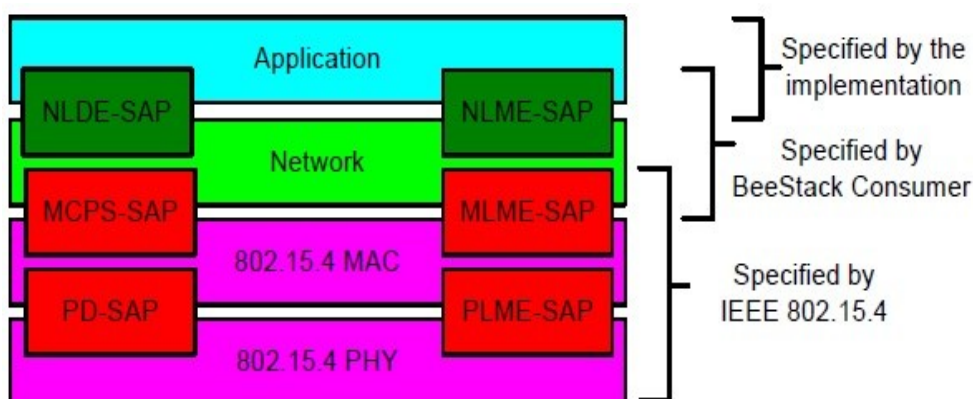 Application
NLDE-SAP
NLME-SAP
Network
MCPS-SAP
MLME-SAP
802.15.4 MAC
PD-SAP
PLME-SAP
802.15.4 PHY
Specified by the
implementation
Specified by
BeeStack Consumer
Specified by
IEEE 802.15.4